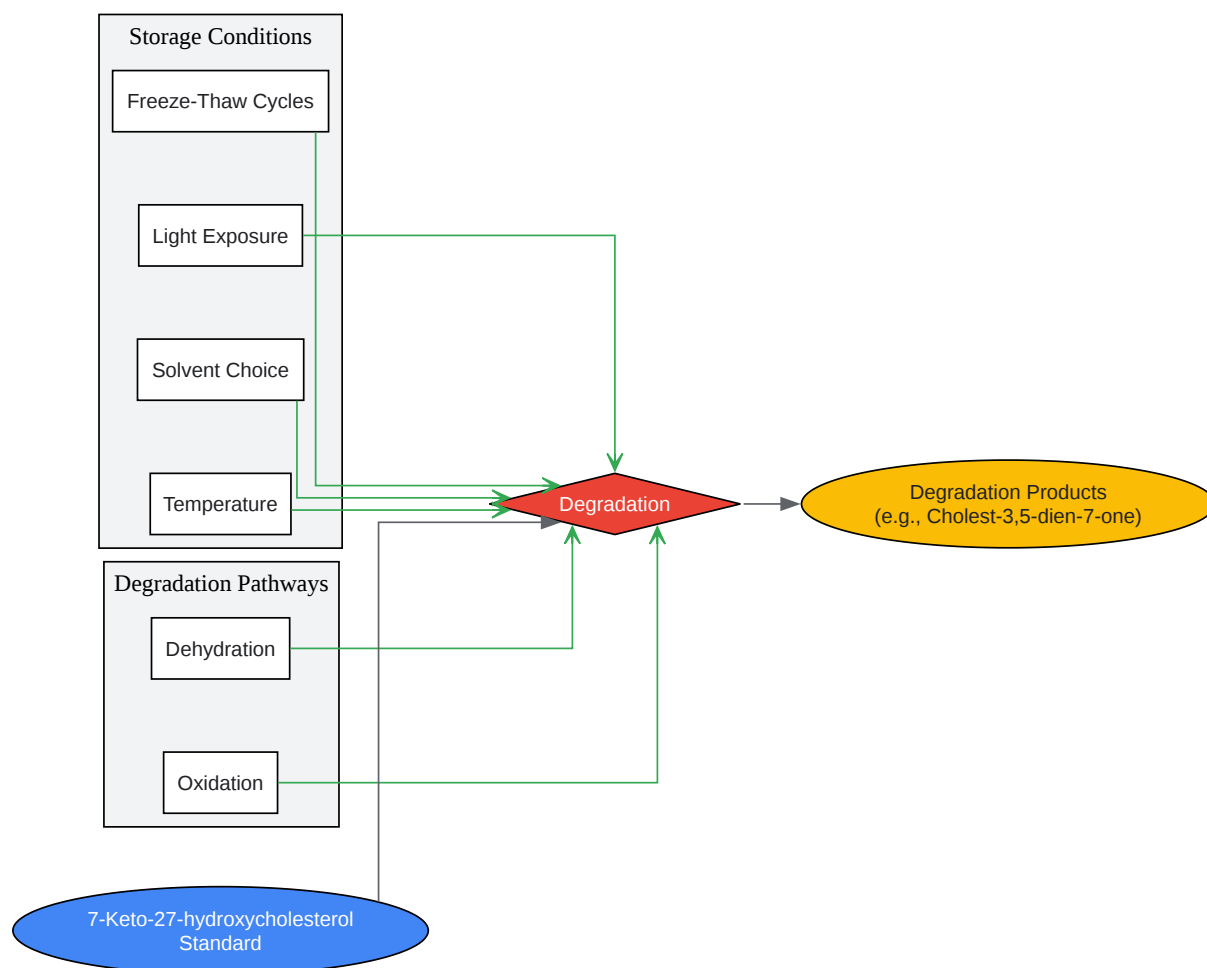 Storage Conditions
Freeze-Thaw Cycles
Light Exposure
Solvent Choice
Temperature
Degradation
Degradation Products
(e.g., Cholest-3,5-dien-7-one)
Degradation Pathways
Dehydration
Oxidation
7-Keto-27-hydroxycholesterol
Standard